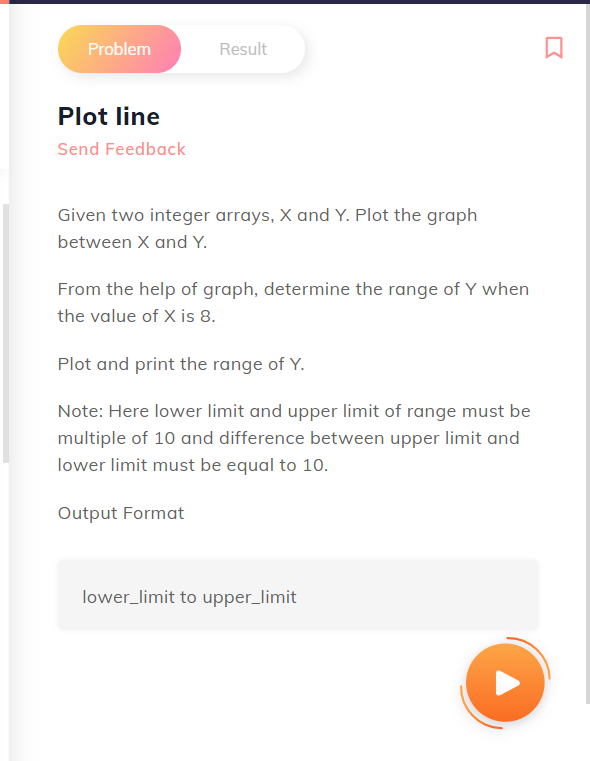 Problem
Result
Plot line
Send Feedback
Given two integer arrays, X and Y. Plot the graph
between X and Y.
From the help of graph, determine the range of Y when
the value of X is 8.
Plot and print the range of Y.
Note: Here lower limit and upper limit of range must be
multiple of 10 and difference between upper limit and
lower limit must be equal to 10.
Output Format
lower_limit to upper_limit